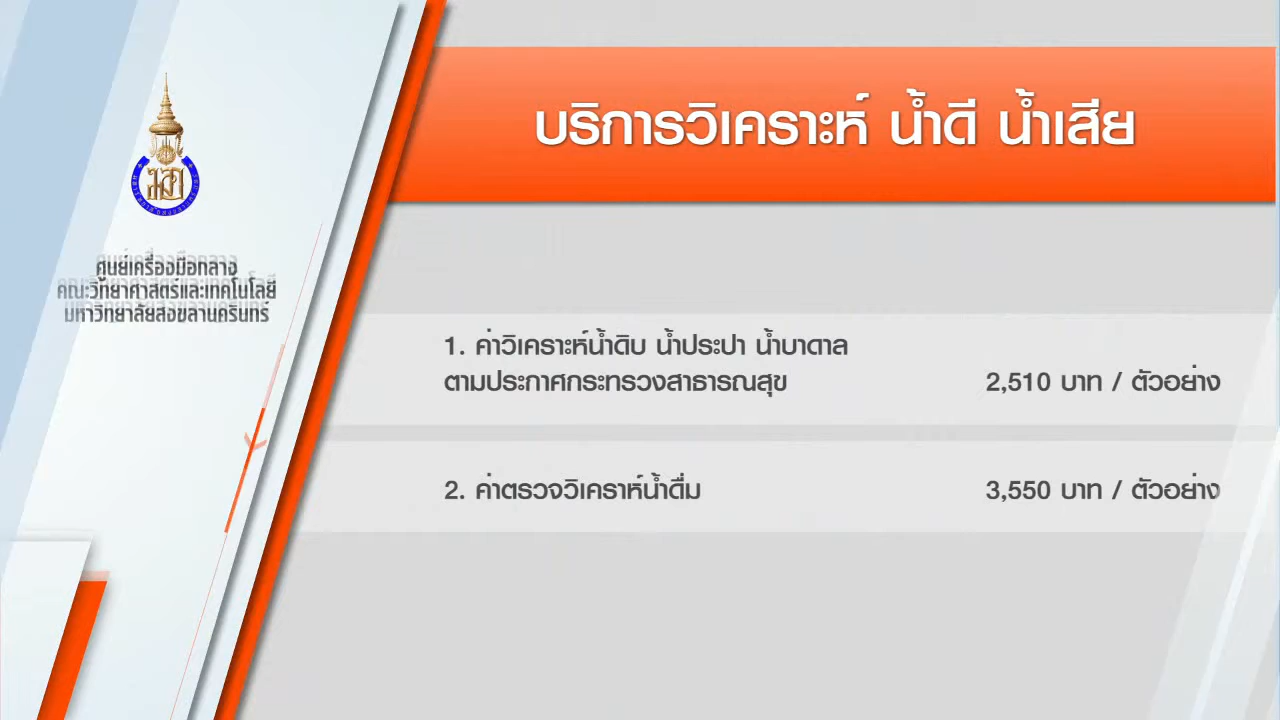 บริการวิเคราะห์ น้ำดี น้ำเสีย
ศูนย์เครื่องมือกลาง
คณะวิทยาศาสตร์และเทคโนโลยี
มหาวิทยาลัยสงขลานครินทร์
1. ค่าวิเคราะห์น้ำดิบ น้ำประปา น้ำบาดาล
ตามประกาศกระทรวงสาธารณสุข 2,510 บาท / ตัวอย่าง
2. ค่าตรวจวิเคราห์น้ำดื่ม 3,550 บาท / ตัวอย่าง